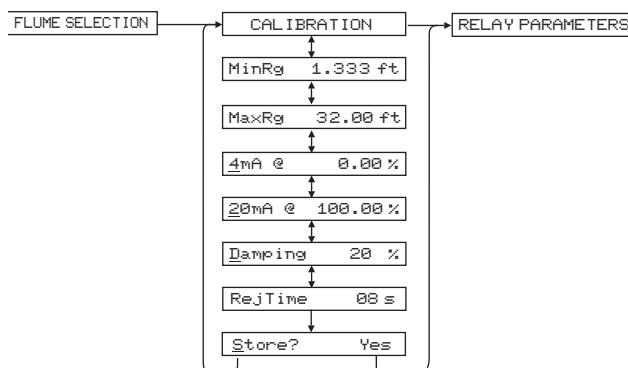 FLUME SELECTION
CALIBRATION
RELAY PARAMETERS
MinRg 1.333 ft
MaxRg 32.00 ft
4mA @ 0.00 %
20mA @ 100.00 %
Damping 20 %
RejTime 08 s
Store? Yes